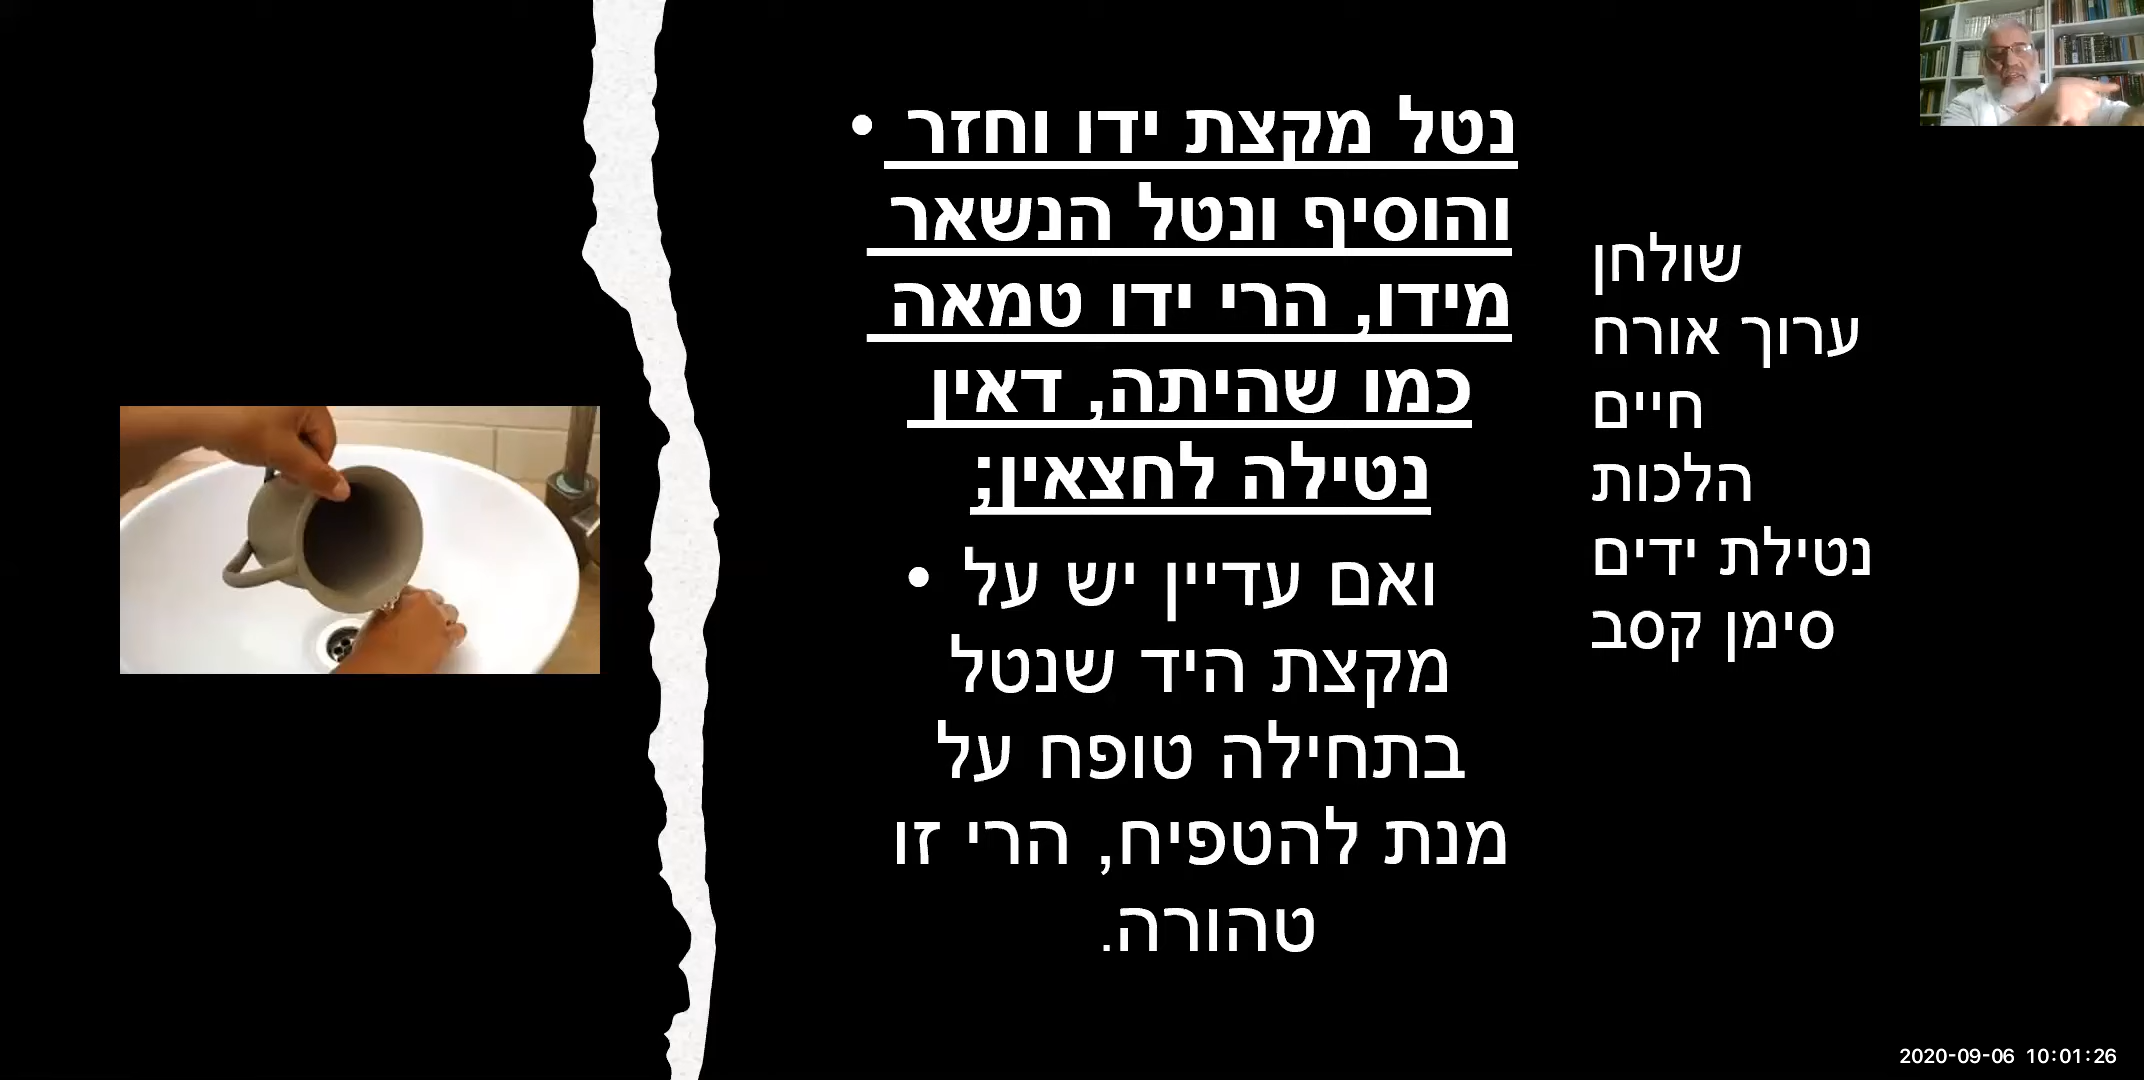 נטל מקצת ידו וחזר
והוסיף ונטל הנשאר
מידו, הרי ידו טמאה
כמו שהיתה, דאין
נטילה לחצאין;
ואם עדיין יש על
מקצת היד שנטל
בתחילה טופח על
מנת להטפיח, הרי זו
טהורה.
שולחן
ערוך אורח
חיים
הלכות
נטילת ידים
סימן קסב
2020-09-06 10:01:26